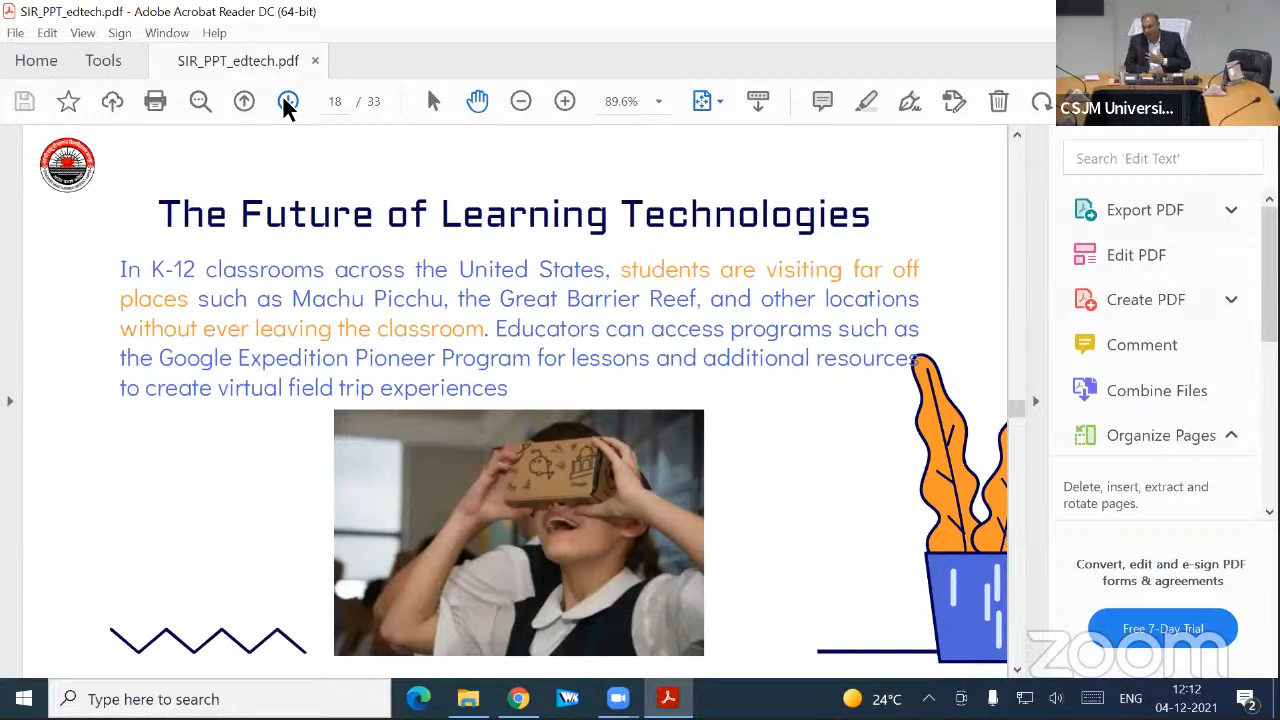 SIR_PPT_edtech.pdf - Adobe Acrobat Reader DC (64-bit)
File Edit View Sign Window Help
Home Tools SIR_PPT_edtech.pdf ×
18 / 33 89.6%
CSJM Universi...
Search 'Edit Text'
Export PDF
Edit PDF
Create PDF
Comment
Combine Files
Organize Pages
Delete, insert, extract and
rotate pages.
Convert, edit and e-sign PDF
forms & agreements
Free 7-Day Trial
The Future of Learning Technologies
In K-12 classrooms across the United States, students are visiting far off
places such as Machu Picchu, the Great Barrier Reef, and other locations
without ever leaving the classroom. Educators can access programs such as
the Google Expedition Pioneer Program for lessons and additional resources
to create virtual field trip experiences
zoom
Type here to search
24°C
ENG
12:12
04-12-2021
2